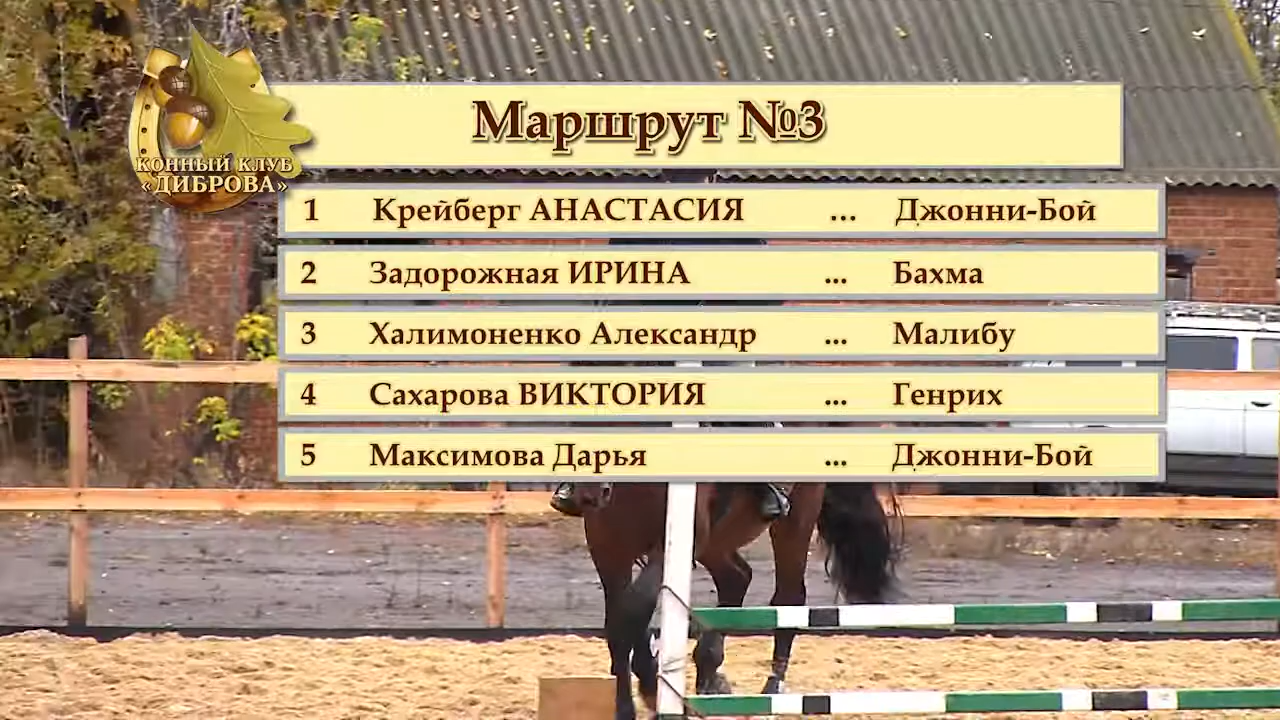 Маршрут №3
КОННЫЙ КЛУБ
«ДИБРОВА»
1 Крейберг АНАСТАСИЯ ... Джонни-Бой
2 Задорожная ИРИНА ... Бахма
3 Халимоненко Александр ... Малибу
4 Сахарова ВИКТОРИЯ ... Генрих
5 Максимова Дарья ... Джонни-Бой